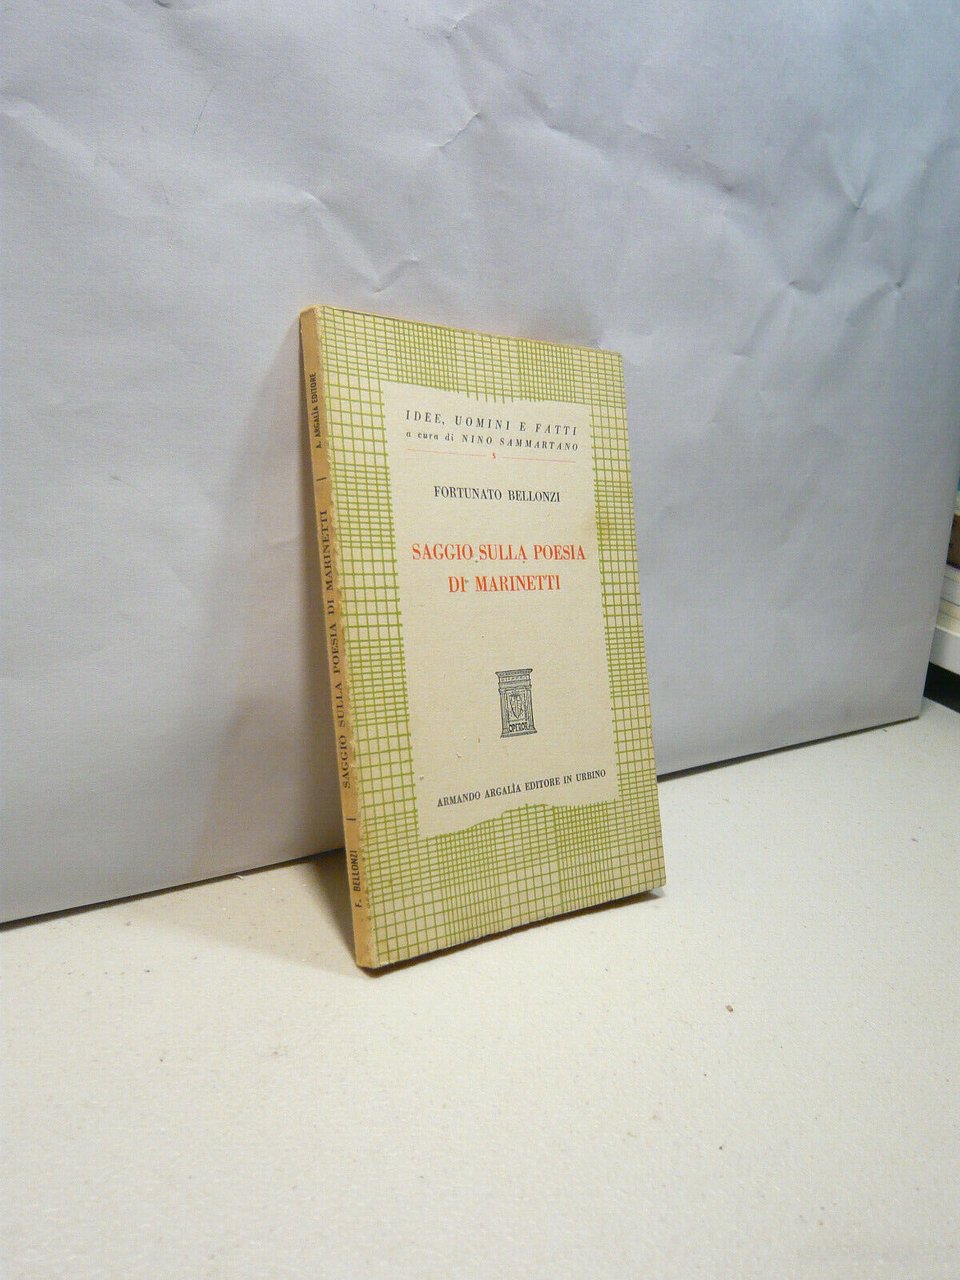 IDEE, UOMINI E FATTI
a cura di NINO SAMMARTANO
FORTUNATO BELLONZI
SAGGIO SULLA POESIA
DI MARINETTI
OPEROR
ARMANDO ARGALÌA EDITORE IN URBINO
F. BELLONZI | SAGGIO SULLA POESIA DI MARINETTI | A. ARGALÌA EDITORE